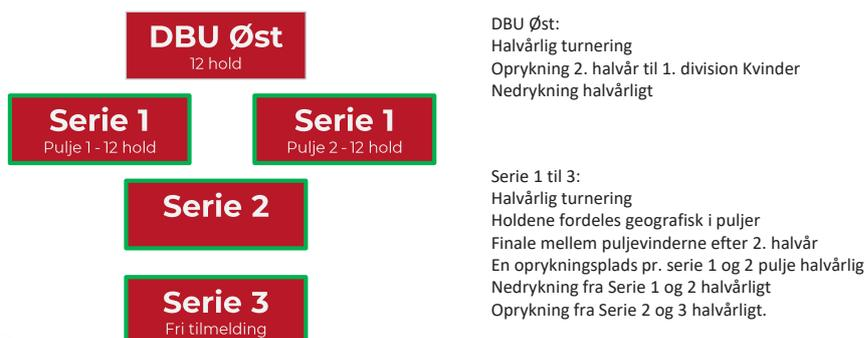 DBU Øst
12 hold
Serie 1
Pulje 1 - 12 hold
Serie 1
Pulje 2 - 12 hold
Serie 2
Serie 3
Fri tilmelding
DBU Øst:
Halvårlig turnering
Oprykning 2. halvår til 1. division Kvinder
Nedrykning halvårligt
Serie 1 til 3:
Halvårlig turnering
Holdene fordeles geografisk i puljer
Finale mellem puljevinderne efter 2. halvår
En oprykningsplads pr. serie 1 og 2 pulje halvårlig
Nedrykning fra Serie 1 og 2 halvårligt
Oprykning fra Serie 2 og 3 halvårligt.